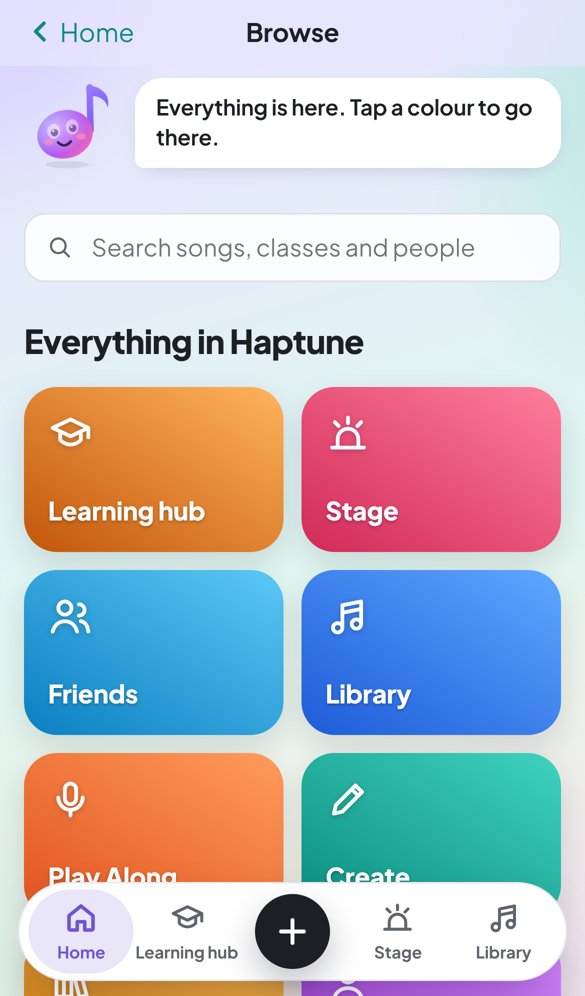 Home
Browse
Everything is here. Tap a colour to go
there.
Search songs, classes and people
Everything in Haptune
Learning hub
Stage
Friends
Library
Play Along
Create
Home
Learning hub
Stage
Library